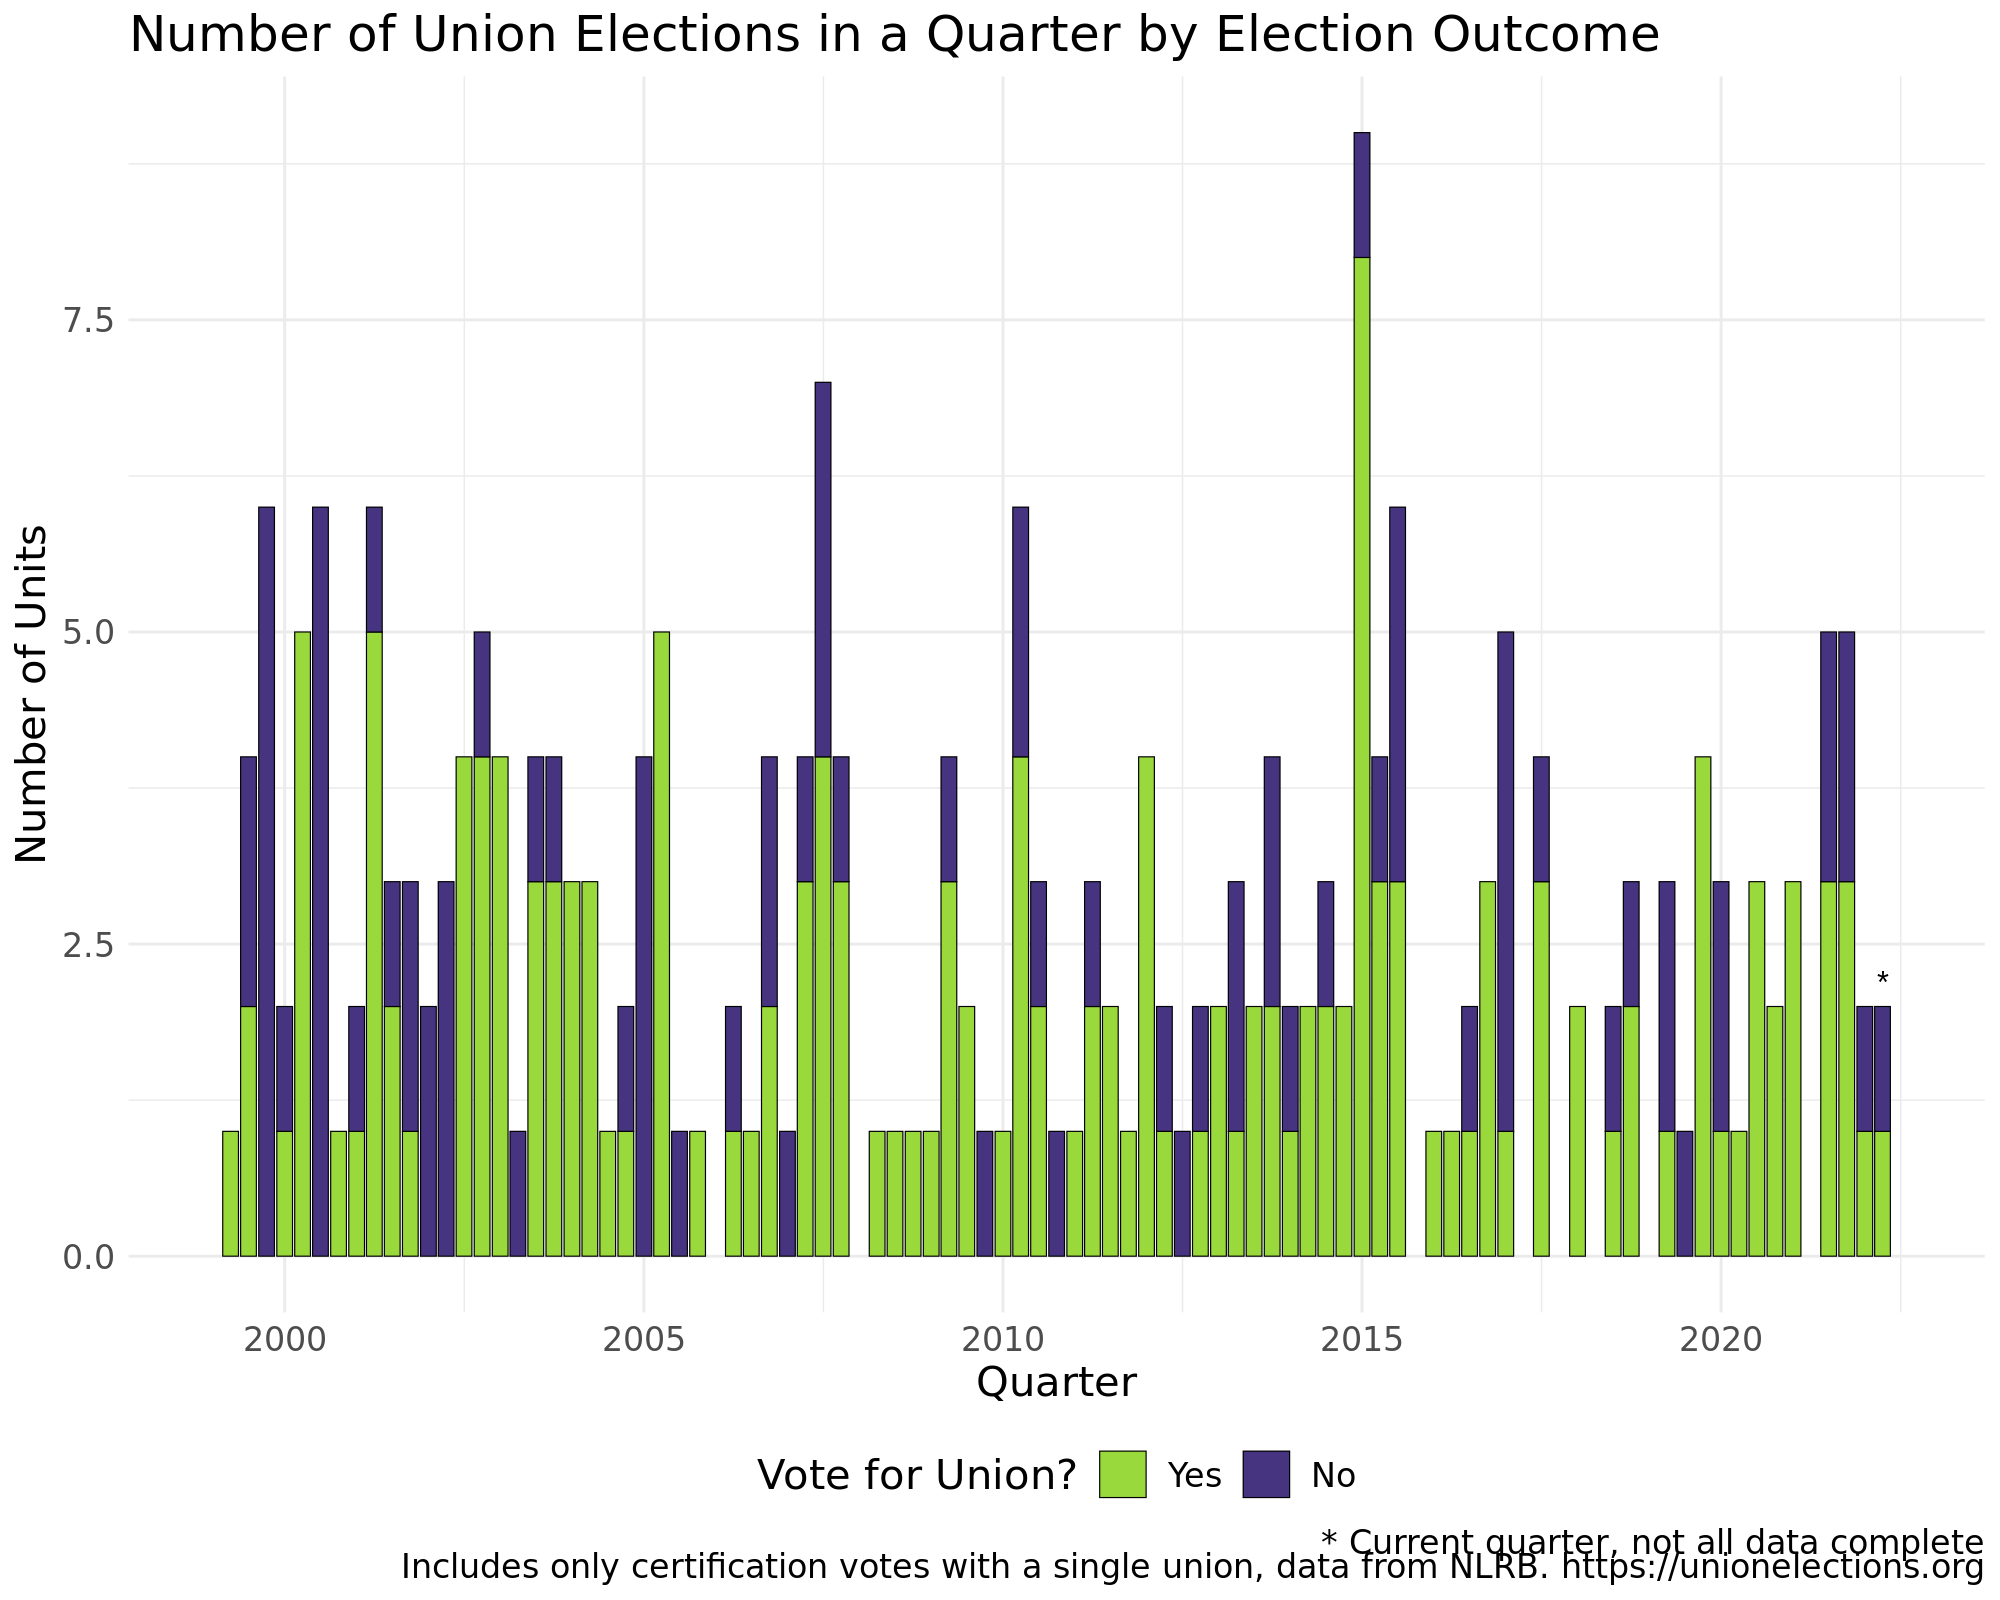 Number of Union Elections in a Quarter by Election Outcome
Number of Units
7.5
5.0
2.5
0.0
*
2000 2005 2010 2015 2020
Quarter
Vote for Union? Yes No
* Current quarter, not all data complete
Includes only certification votes with a single union, data from NLRB. https://unionelections.org